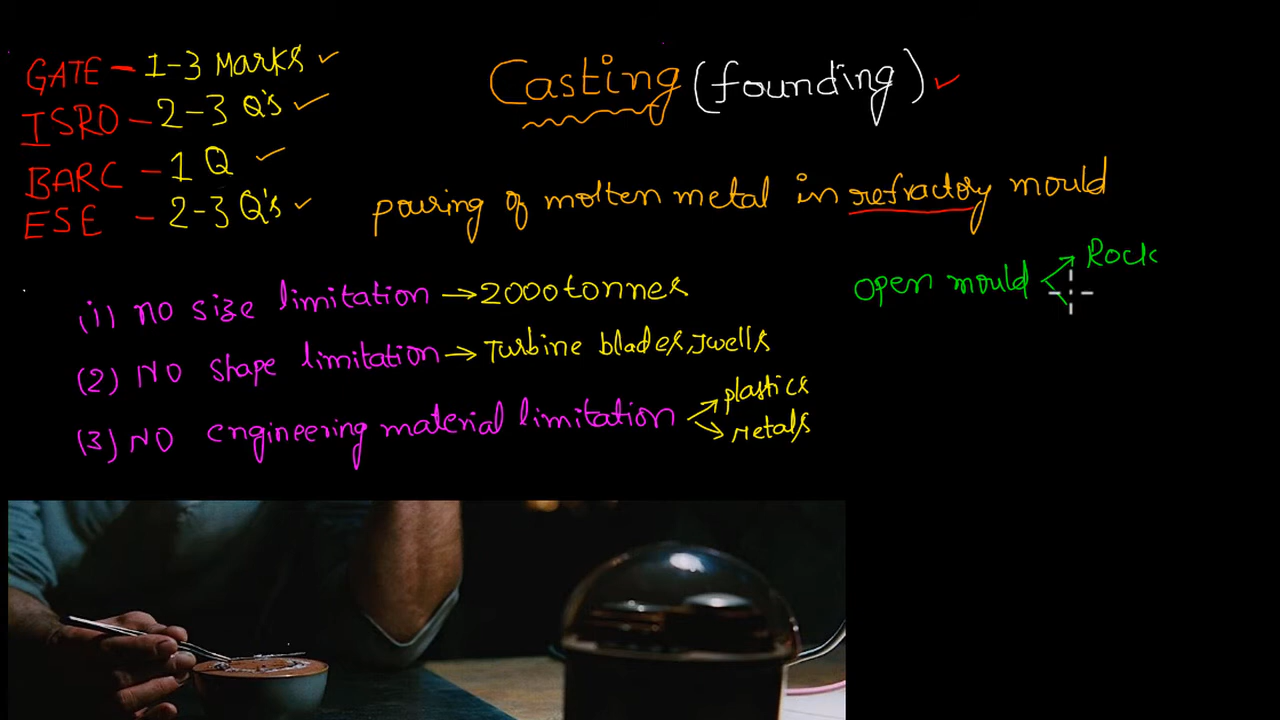 GATE - 1-3 Marks ✓
ISRO - 2-3 Q's ✓
BARC - 1 Q ✓
ESE - 2-3 Q's ✓
Casting (founding) ✓
pouring of molten metal in refractory mould
(1) no size limitation → 2000 tonnes
(2) NO shape limitation → Turbine blades, Jwells
(3) NO engineering material limitation
plastics
Metals
open mould
Rock